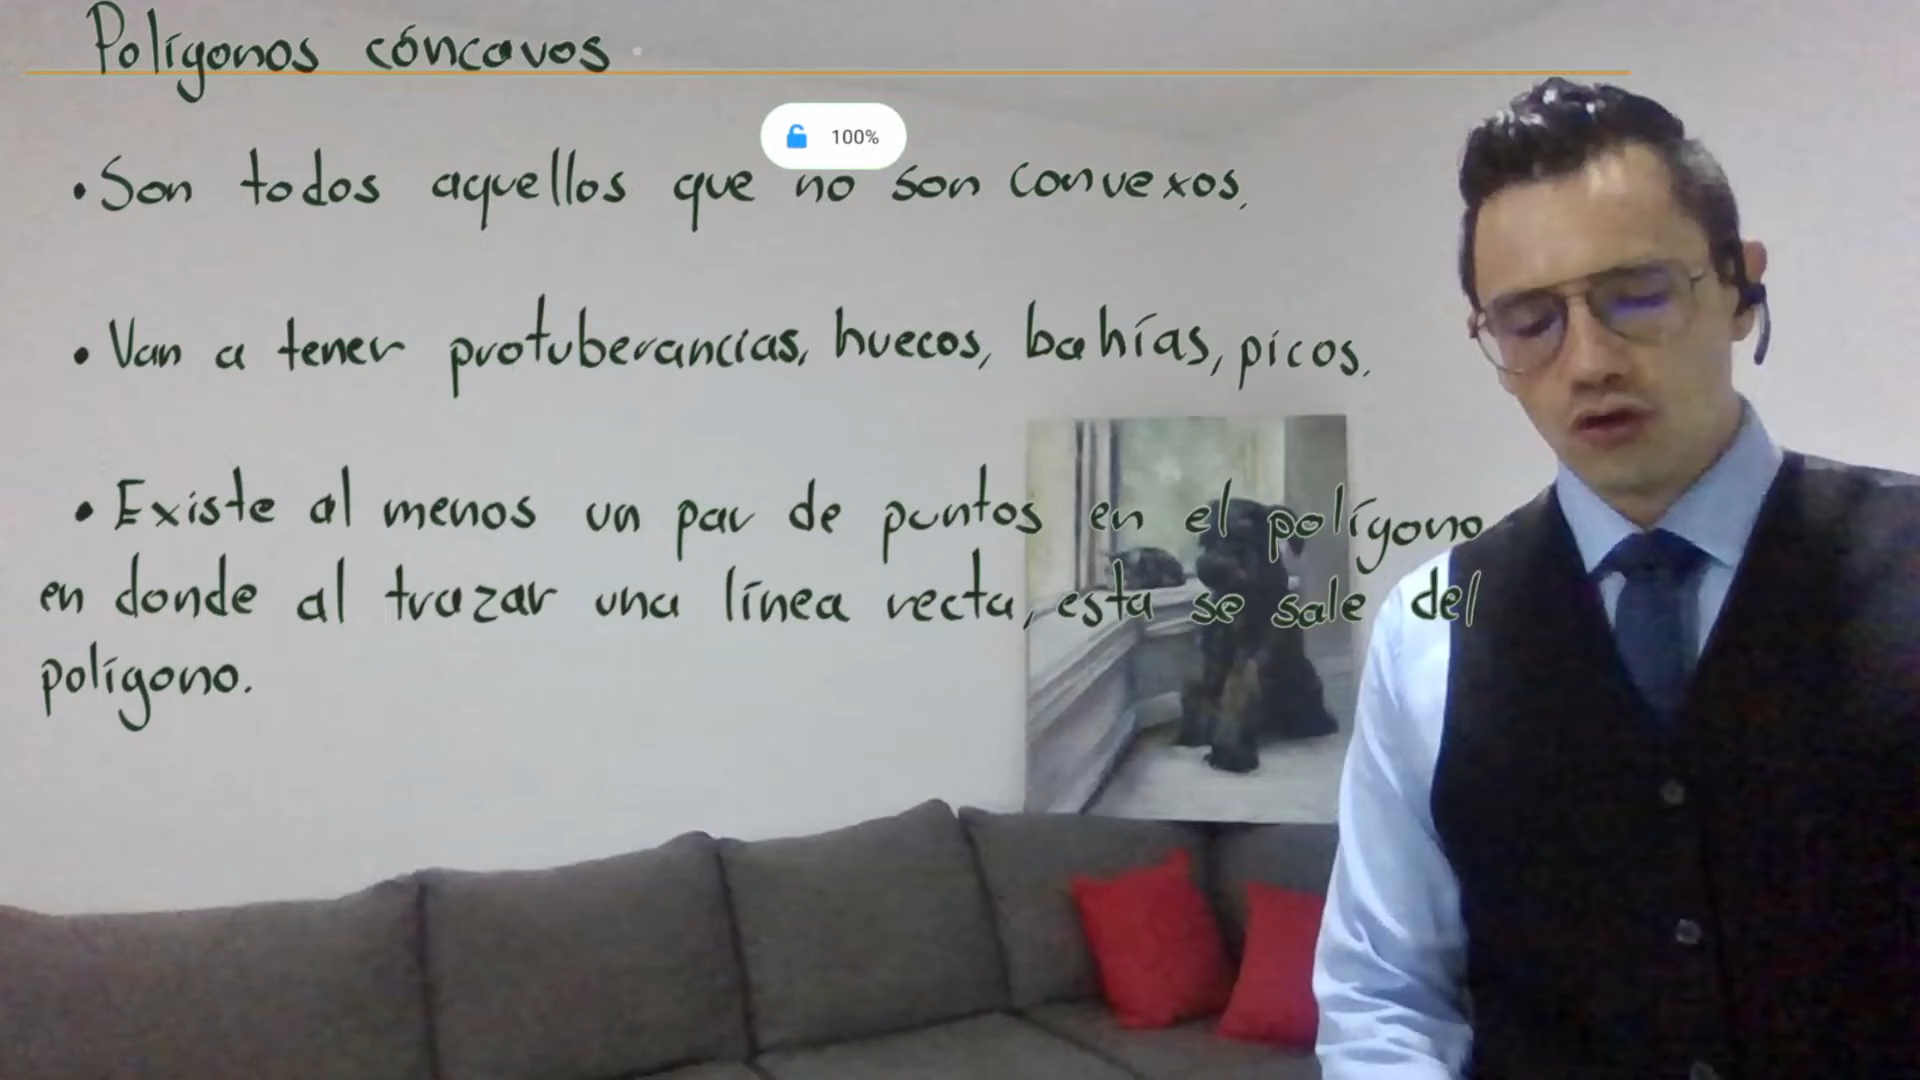 Polígonos cóncavos
100%
• Son todos aquellos que no son convexos.
• Van a tener protuberancias, huecos, bahías, picos.
• Existe al menos un par de puntos en el polígono
en donde al trazar una línea recta, esta se sale del
polígono.